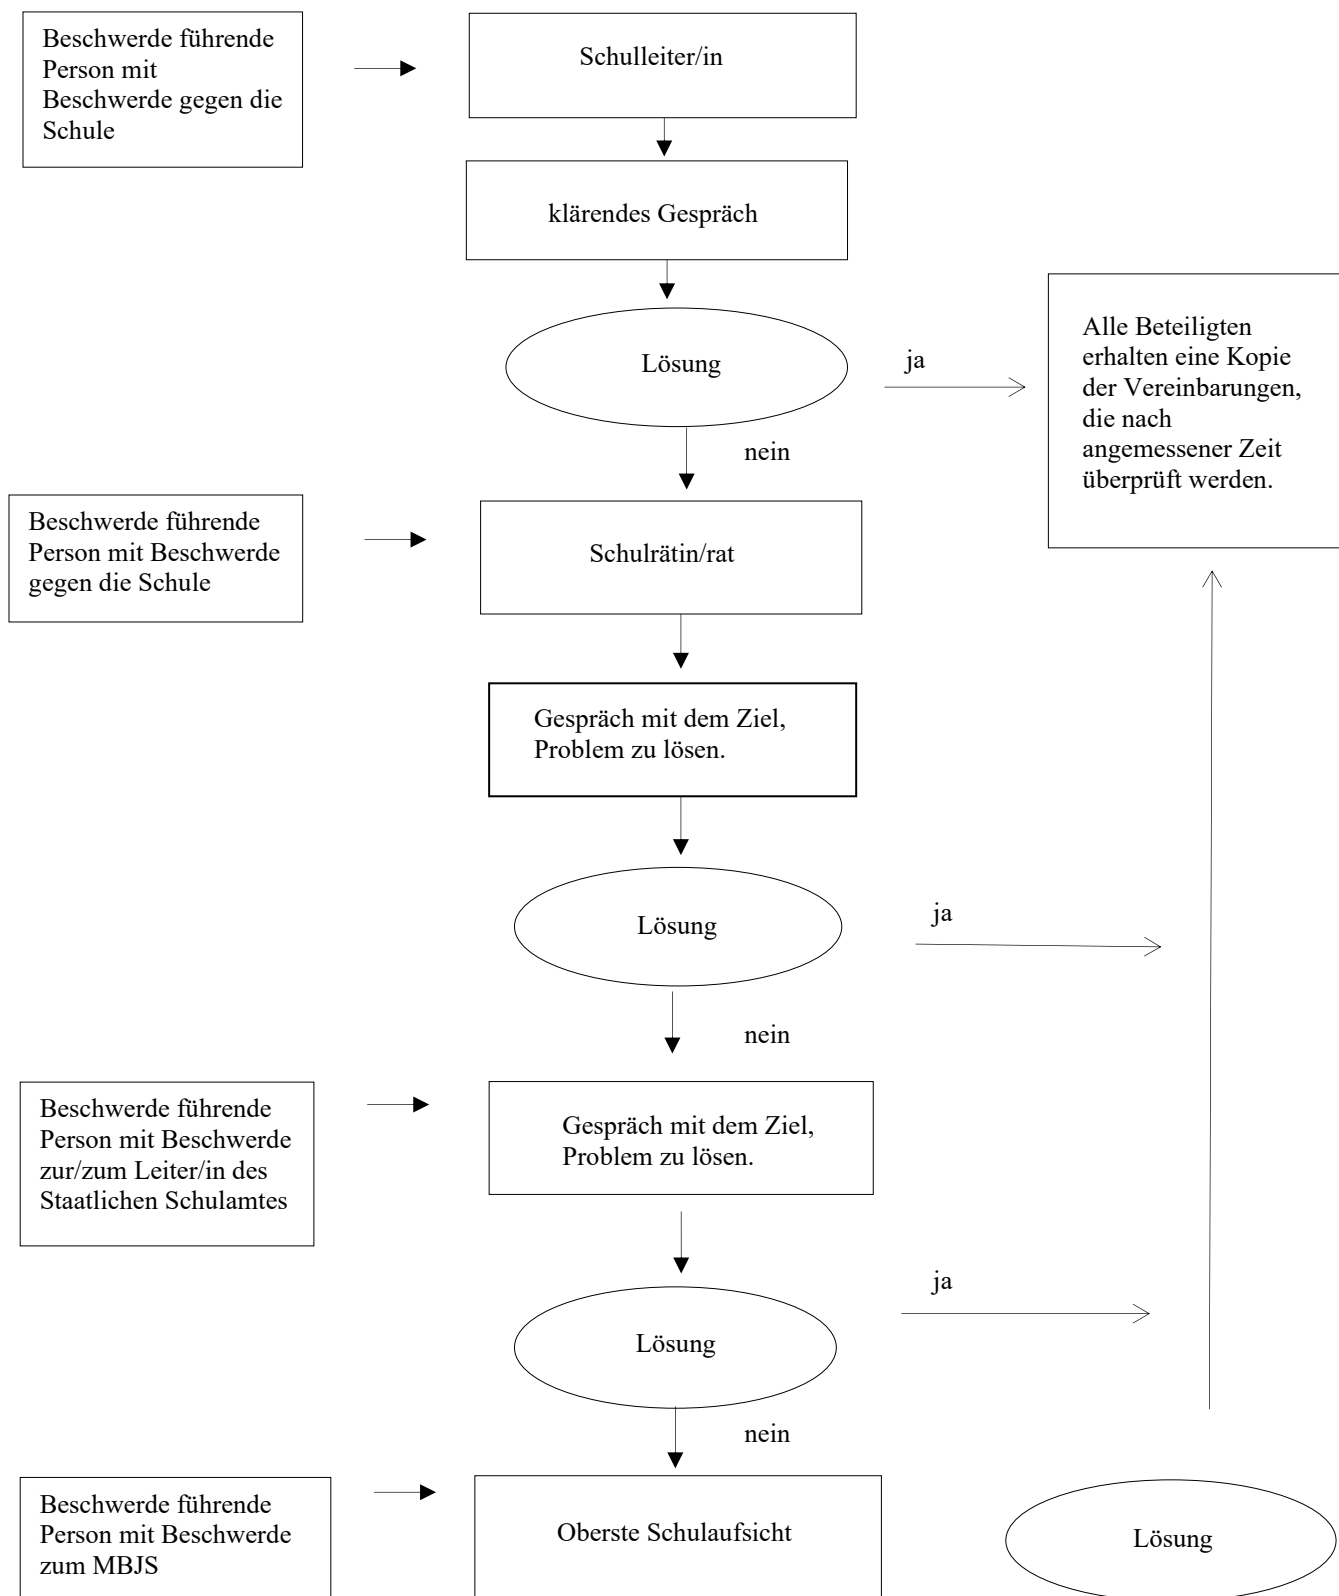 Beschwerde führende
Person mit
Beschwerde gegen die
Schule
Schulleiter/in
klärendes Gespräch
Lösung
ja
Alle Beteiligten
erhalten eine Kopie
der Vereinbarungen,
die nach
angemessener Zeit
überprüft werden.
nein
Beschwerde führende
Person mit Beschwerde
gegen die Schule
Schulrätin/rat
Gespräch mit dem Ziel,
Problem zu lösen.
Lösung
ja
nein
Beschwerde führende
Person mit Beschwerde
zur/zum Leiter/in des
Staatlichen Schulamtes
Gespräch mit dem Ziel,
Problem zu lösen.
Lösung
ja
nein
Beschwerde führende
Person mit Beschwerde
zum MBJS
Oberste Schulaufsicht
Lösung